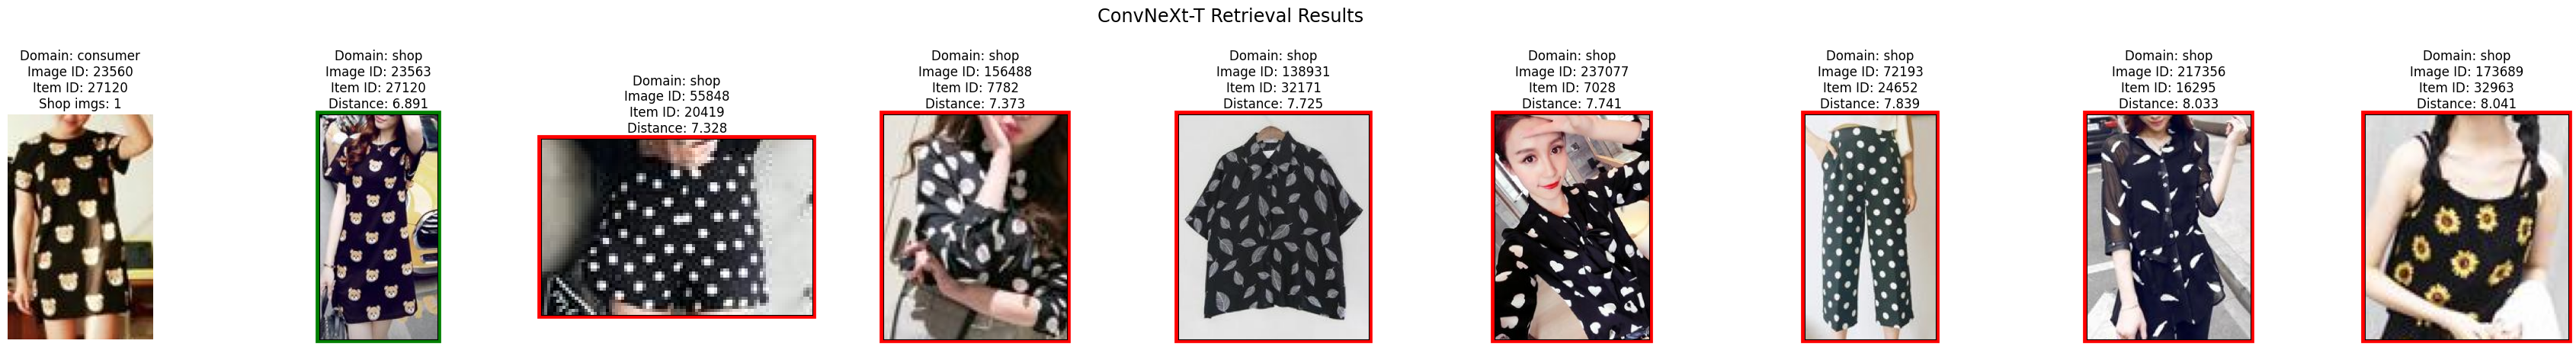 ConvNeXt-T Retrieval Results
Domain: consumer
Image ID: 23560
Item ID: 27120
Shop imgs: 1
Domain: shop
Image ID: 23563
Item ID: 27120
Distance: 6.891
Domain: shop
Image ID: 55848
Item ID: 20419
Distance: 7.328
Domain: shop
Image ID: 156488
Item ID: 7782
Distance: 7.373
Domain: shop
Image ID: 138931
Item ID: 32171
Distance: 7.725
Domain: shop
Image ID: 237077
Item ID: 7028
Distance: 7.741
Domain: shop
Image ID: 72193
Item ID: 24652
Distance: 7.839
Domain: shop
Image ID: 217356
Item ID: 16295
Distance: 8.033
Domain: shop
Image ID: 173689
Item ID: 32963
Distance: 8.041